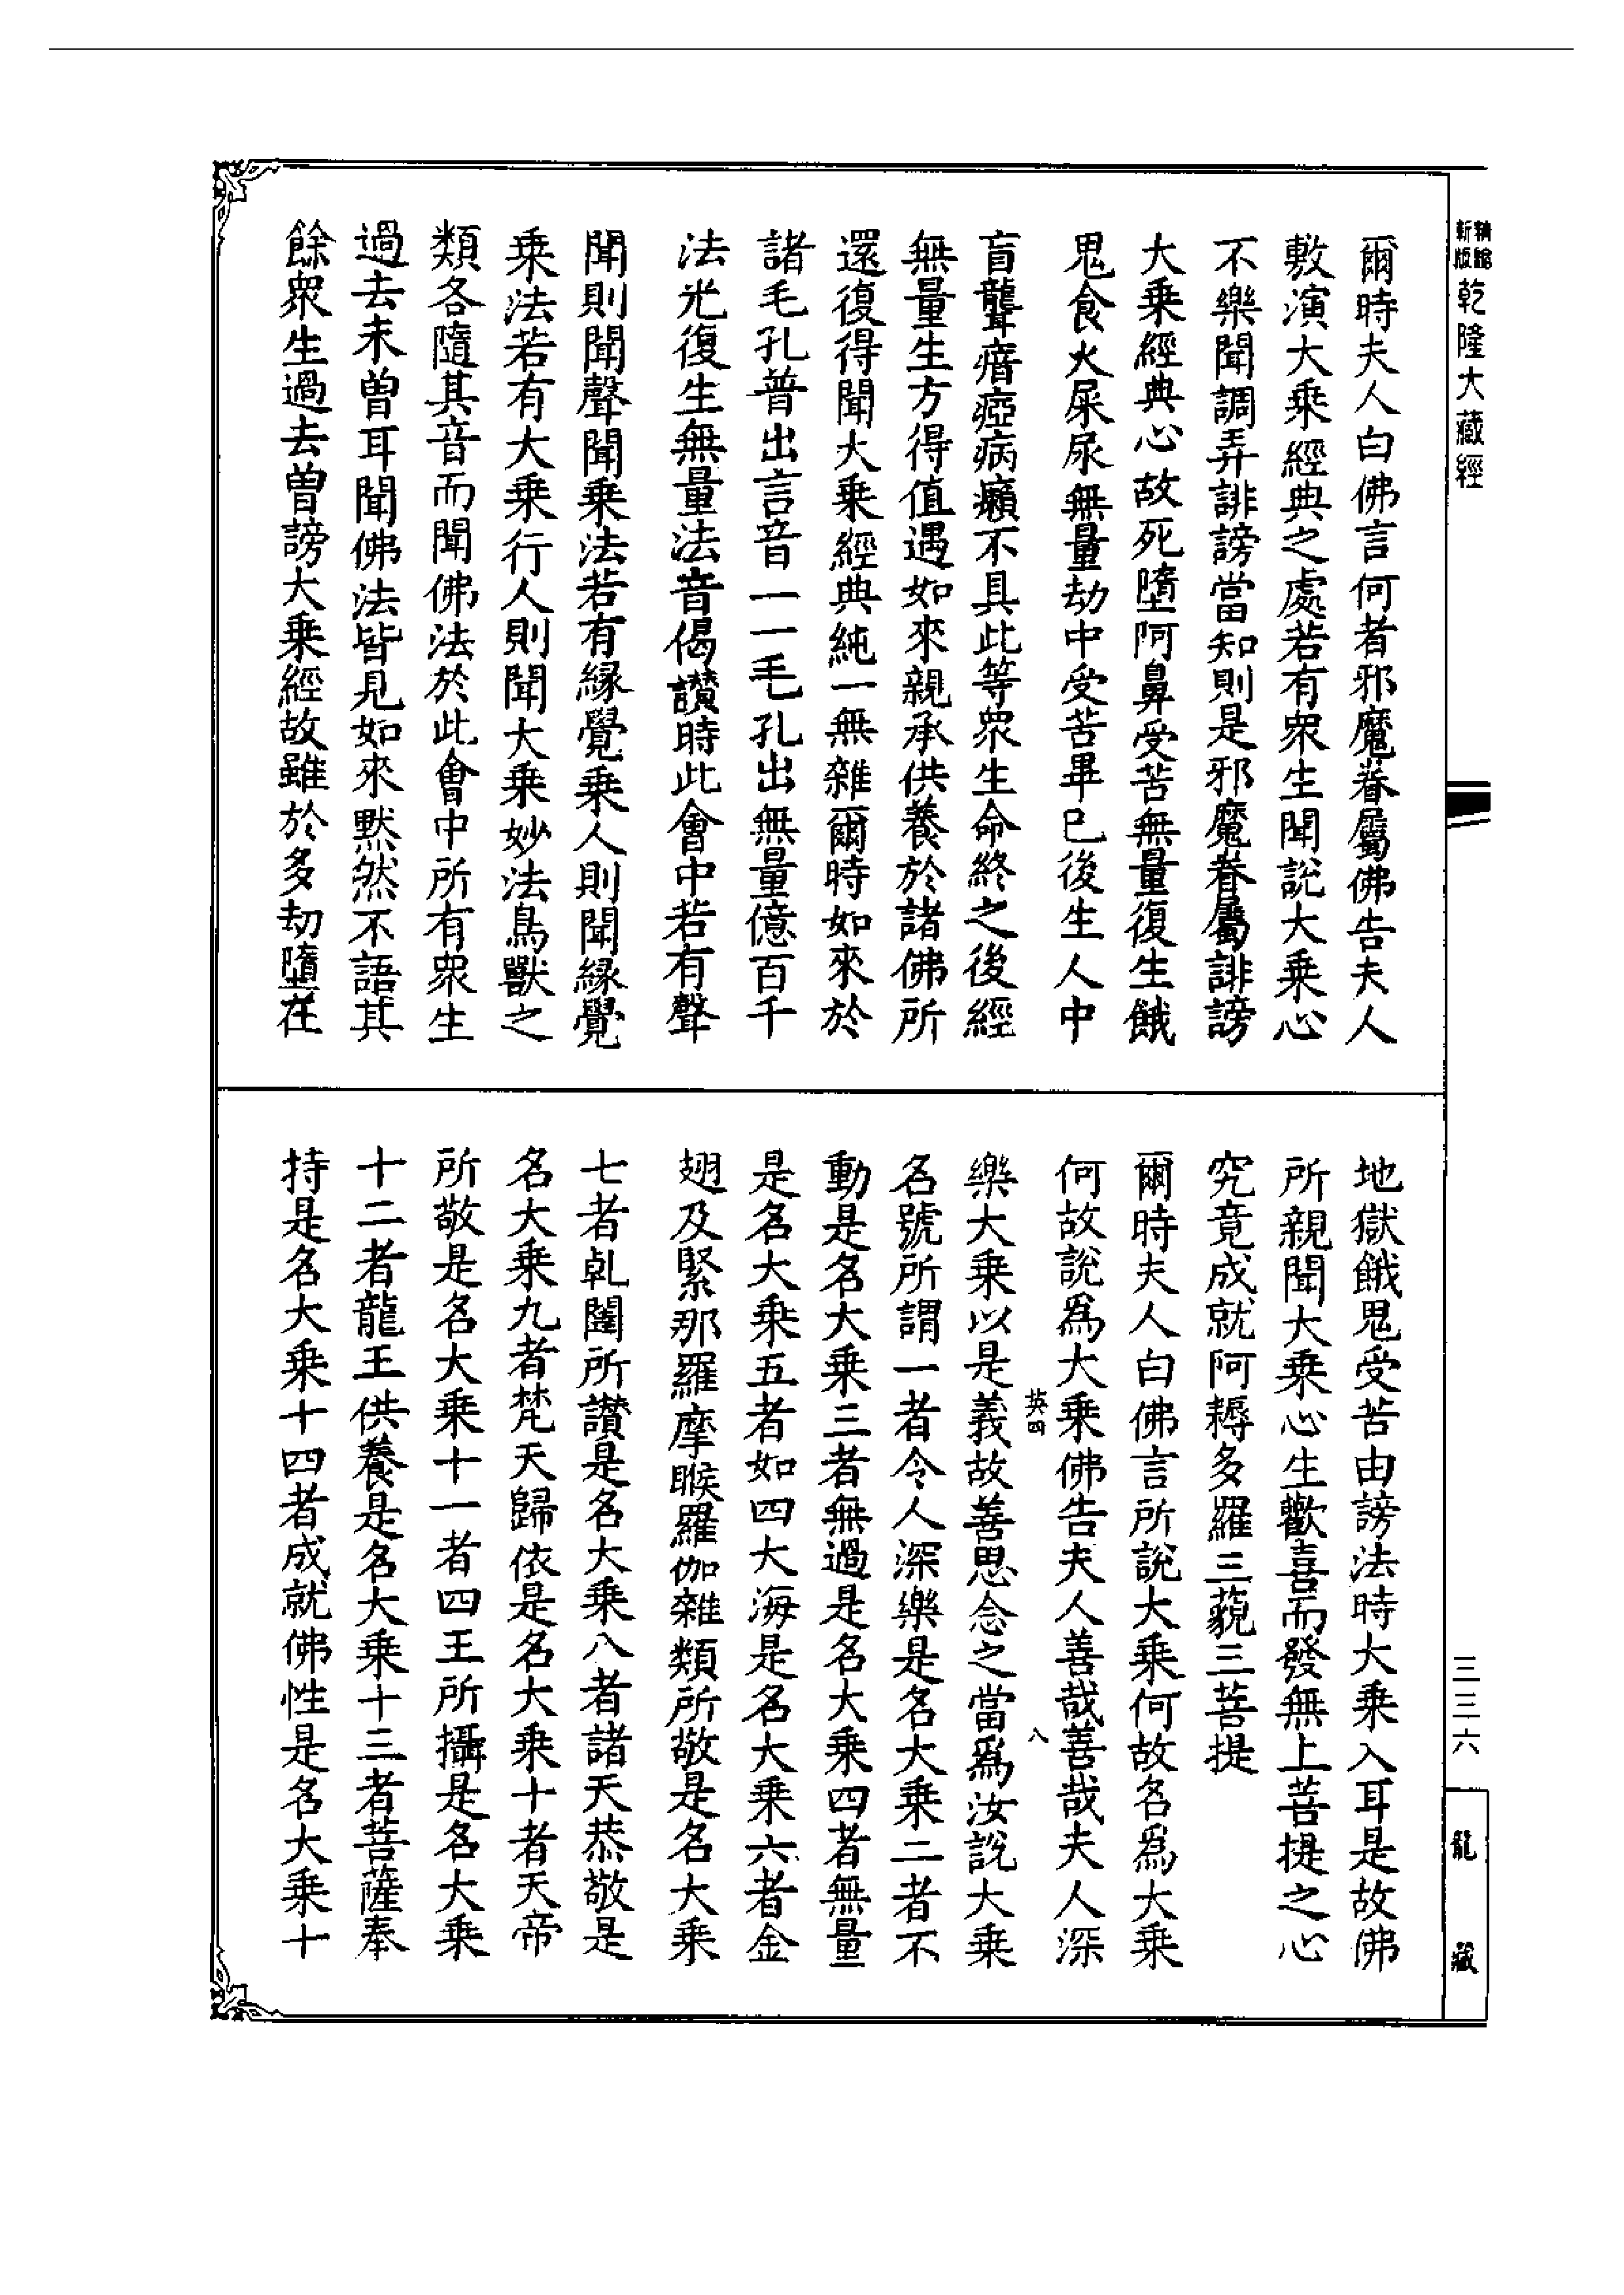 精縮
新版
乾隆大藏經
爾時夫人白佛言何者邪魔眷屬佛告夫人
敷演大乘經典之處若有衆生聞說大乘心
不樂聞調弄誹謗當知則是邪魔眷屬誹謗
大乘經典心故死墮阿鼻受苦無量復生餓
鬼食火屎尿無量劫中受苦畢已後生人中
盲聾瘖瘂病癩不具此等衆生命終之後經
無量生方得值遇如來親承供養於諸佛所
還復得聞大乘經典純一無雜爾時如來於
諸毛孔普出言音一一毛孔出無量億百千
法光復生無量法音偈讃時此會中若有聲
聞則聞聲聞乘法若有縁覺乘人則聞縁覺
乘法若有大乘行人則聞大乘妙法鳥獸之
類各隨其音而聞佛法於此會中所有衆生
過去未曽耳聞佛法皆見如來默然不語其
餘衆生過去曽謗大乘經故雖於多劫墮在
地獄餓鬼受苦由謗法時大乘入耳是故佛
所親聞大乘心生歡喜而發無上菩提之心
究竟成就阿耨多羅三藐三菩提
爾時夫人白佛言所說大乘何故名爲大乘
何故說爲大乘佛告夫人善哉善哉夫人深
英四
八
樂大乘以是義故善思念之當爲汝說大乘
名號所謂一者令人深樂是名大乘二者不
動是名大乘三者無過是名大乘四者無量
是名大乘五者如四大海是名大乘六者金
翅及緊那羅摩睺羅伽雜類所敬是名大乘
七者乹闥所讃是名大乘八者諸天恭敬是
名大乘九者梵天歸依是名大乘十者天帝
所敬是名大乘十一者四王所攝是名大乘
十二者龍王供養是名大乘十三者菩薩奉
持是名大乘十四者成就佛性是名大乘十
三三六
龍藏